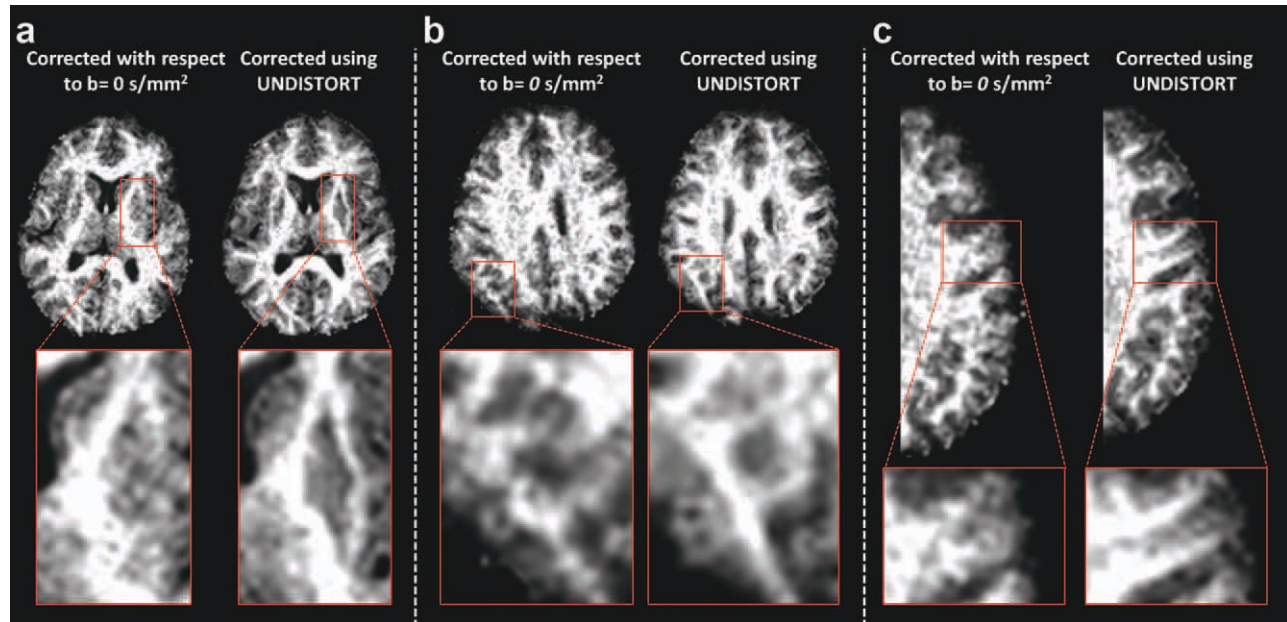 a
Corrected with respect
to b= 0 s/mm²
Corrected using
UNDISTORT
b
Corrected with respect
to b= 0 s/mm²
Corrected using
UNDISTORT
c
Corrected with respect
to b= 0 s/mm²
Corrected using
UNDISTORT